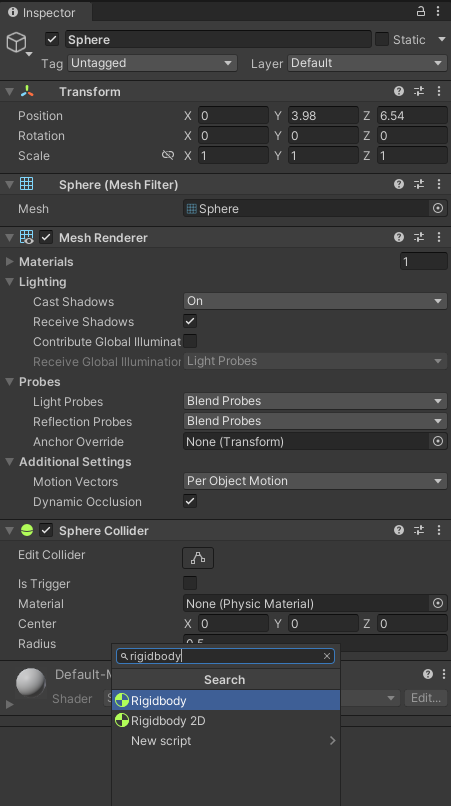 Inspector
Sphere
Static
Tag Untagged Layer Default
Transform
Position X 0 Y 3.98 Z 6.54
Rotation X 0 Y 0 Z 0
Scale X 1 Y 1 Z 1
Sphere (Mesh Filter)
Mesh Sphere
Mesh Renderer
Materials 1
Lighting
Cast Shadows On
Receive Shadows
Contribute Global Illuminat
Receive Global Illumination Light Probes
Probes
Light Probes Blend Probes
Reflection Probes Blend Probes
Anchor Override None (Transform)
Additional Settings
Motion Vectors Per Object Motion
Dynamic Occlusion
Sphere Collider
Edit Collider
Is Trigger
Material None (Physic Material)
Center X 0 Y 0 Z 0
Radius 0.5
rigidbody
Search
Default-M
Shader S Edit...
Rigidbody
Rigidbody 2D
New script